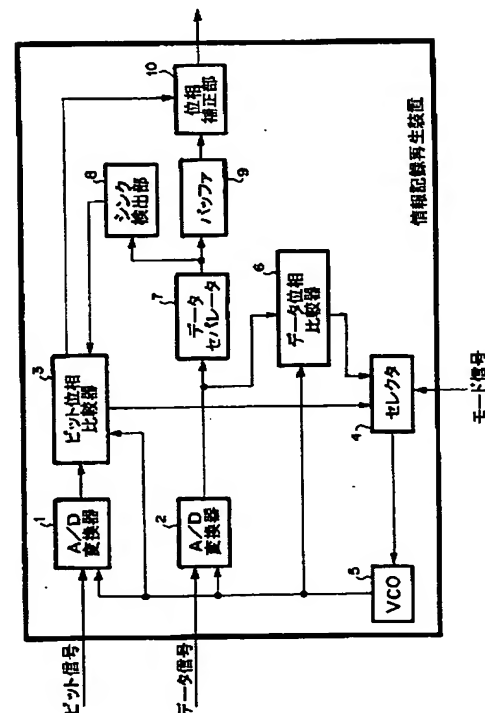 ピット信号
データ信号
1
A/D
変換器
2
A/D
変換器
3
ピット位相
比較器
7
データ
セパレータ
8
シンク
検出部
9
バッファ
10
位相
補正部
6
データ位相
比較器
4
セレクタ
5
VCO
モード信号
情報記録再生装置